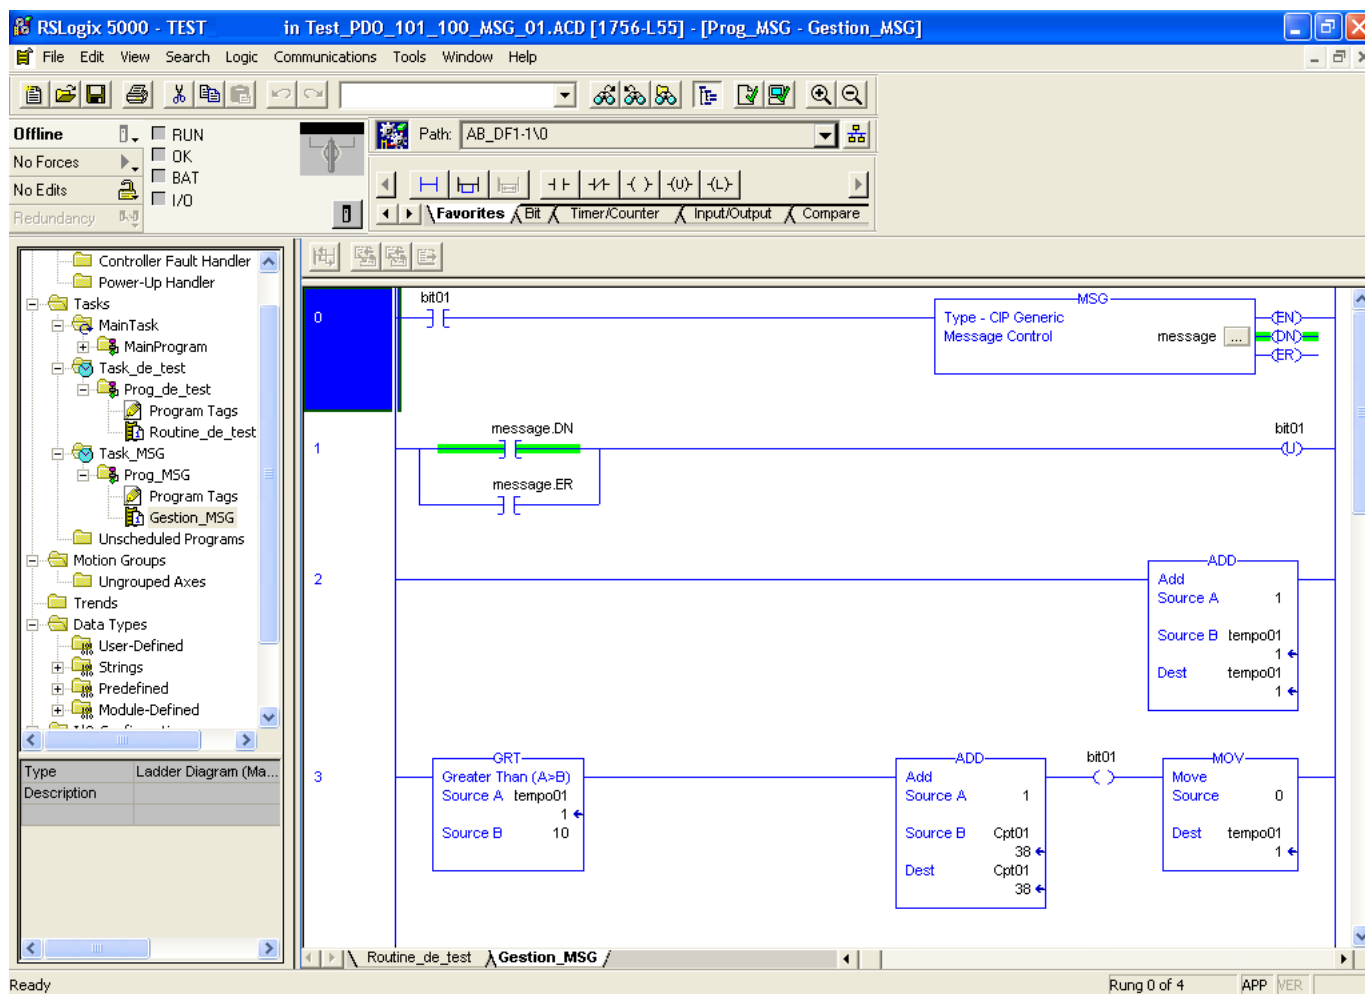 RSLogix 5000 - TEST in Test_PDO_101_100_MSG_01.ACD [1756-L55] - [Prog_MSG - Gestion_MSG]
File Edit View Search Logic Communications Tools Window Help
Offline
RUN
No Forces
OK
No Edits
BAT
Redundancy
I/O
Path: AB_DF1-1\0
Favorites Bit Timer/Counter Input/Output Compare
Controller Fault Handler
Power-Up Handler
Tasks
MainTask
MainProgram
Task_de_test
Prog_de_test
Program Tags
Routine_de_test
Task_MSG
Prog_MSG
Program Tags
Gestion_MSG
Unscheduled Programs
Motion Groups
Ungrouped Axes
Trends
Data Types
User-Defined
Strings
Predefined
Module-Defined
Type Ladder Diagram (Ma...
Description
0
bit01
MSG
Type - CIP Generic
Message Control message ...
(EN)
(DN)
(ER)
1
message.DN
bit01
(U)
message.ER
2
ADD
Add
Source A 1
Source B tempo01
1
Dest tempo01
1
3
GRT
Greater Than (A>B)
Source A tempo01
1
Source B 10
ADD
Add
Source A 1
Source B Cpt01
38
Dest Cpt01
38
bit01
MOV
Move
Source 0
Dest tempo01
1
Routine_de_test Gestion_MSG
Ready
Rung 0 of 4 APP VER